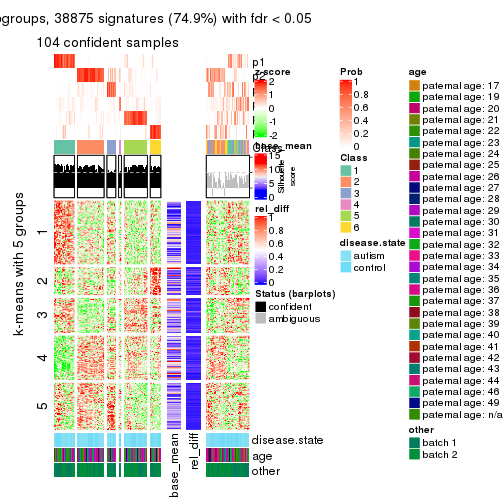 ogroups, 38875 signatures (74.9%) with fdr < 0.05
104 confident samples
p1
p2
Class
Silhouette
score
k-means with 5 groups
1
2
3
4
5
disease.state
age
other
base_mean
rel_diff
z-score
2
1
0
-1
-2
base_mean
15
10
5
0
rel_diff
1
0.8
0.6
0.4
0.2
0
Status (barplots)
confident
ambiguous
Prob
1
0.8
0.6
0.4
0.2
0
Class
1
2
3
4
5
6
disease.state
autism
control
age
paternal age: 17
paternal age: 19
paternal age: 20
paternal age: 21
paternal age: 22
paternal age: 23
paternal age: 24
paternal age: 25
paternal age: 26
paternal age: 27
paternal age: 28
paternal age: 29
paternal age: 30
paternal age: 31
paternal age: 32
paternal age: 33
paternal age: 34
paternal age: 35
paternal age: 36
paternal age: 37
paternal age: 38
paternal age: 39
paternal age: 40
paternal age: 41
paternal age: 42
paternal age: 43
paternal age: 44
paternal age: 46
paternal age: 49
paternal age: n/a
other
batch 1
batch 2